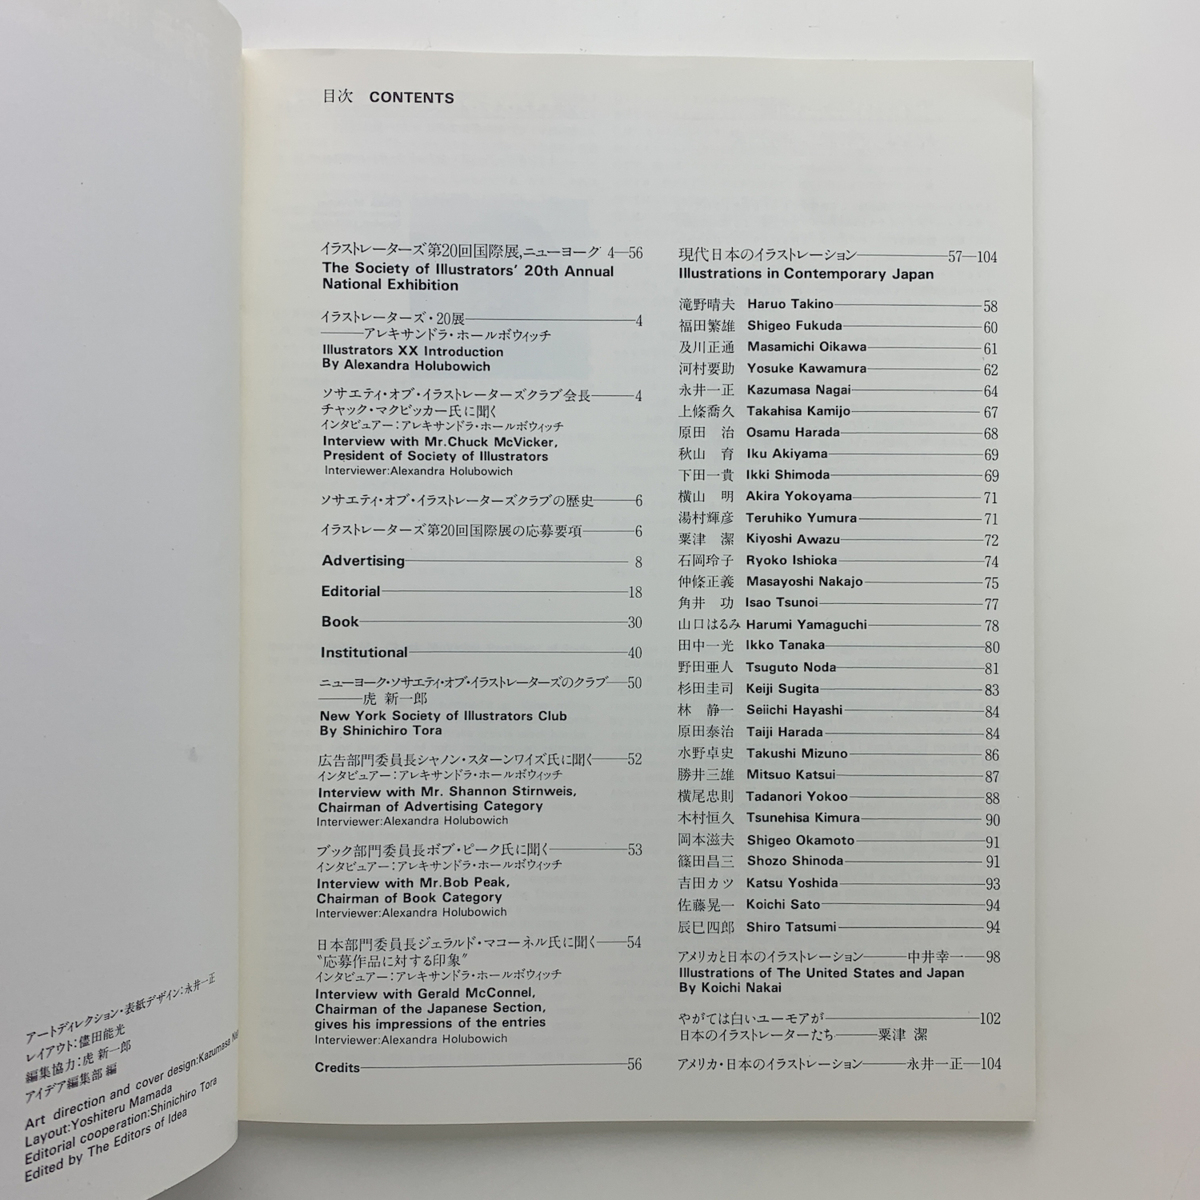 目次 CONTENTS
イラストレーターズ第20回国際展,ニューヨーク 4—56
The Society of Illustrators' 20th Annual
National Exhibition
イラストレーターズ・20展———4
———アレキサンドラ・ホールボウィッチ
Illustrators XX Introduction
By Alexandra Holubowich
ソサエティ・オブ・イラストレーターズクラブ会長———4
チャック・マクビッカー氏に聞く
インタビュアー:アレキサンドラ・ホールボウィッチ
Interview with Mr.Chuck McVicker,
President of Society of Illustrators
Interviewer:Alexandra Holubowich
ソサエティ・オブ・イラストレーターズクラブの歴史———6
イラストレーターズ第20回国際展の応募要項———6
Advertising———8
Editorial———18
Book———30
Institutional———40
ニューヨーク・ソサエティ・オブ・イラストレーターズのクラブ—50
———虎 新一郎
New York Society of Illustrators Club
By Shinichiro Tora
広告部門委員長シャノン・スターンワイズ氏に聞く——52
インタビュアー:アレキサンドラ・ホールボウィッチ
Interview with Mr. Shannon Stirnweis,
Chairman of Advertising Category
Interviewer:Alexandra Holubowich
ブック部門委員長ボブ・ピーク氏に聞く———53
インタビュアー:アレキサンドラ・ホールボウィッチ
Interview with Mr.Bob Peak,
Chairman of Book Category
Interviewer:Alexandra Holubowich
日本部門委員長ジェラルド・マコーネル氏に聞く——54
〝応募作品に対する印象〞
インタビュアー:アレキサンドラ・ホールボウィッチ
Interview with Gerald McConnel,
Chairman of the Japanese Section,
gives his impressions of the entries
Interviewer:Alexandra Holubowich
Credits———56
現代日本のイラストレーション———57—104
Illustrations in Contemporary Japan
滝野晴夫 Haruo Takino———58
福田繁雄 Shigeo Fukuda———60
及川正通 Masamichi Oikawa———61
河村要助 Yosuke Kawamura———62
永井一正 Kazumasa Nagai———64
上條喬久 Takahisa Kamijo———67
原田 治 Osamu Harada———68
秋山 育 Iku Akiyama———69
下田一貴 Ikki Shimoda———69
横山 明 Akira Yokoyama———71
湯村輝彦 Teruhiko Yumura———71
粟津 潔 Kiyoshi Awazu———72
石岡玲子 Ryoko Ishioka———74
仲條正義 Masayoshi Nakajo———75
角井 功 Isao Tsunoi———77
山口はるみ Harumi Yamaguchi———78
田中一光 Ikko Tanaka———80
野田亜人 Tsuguto Noda———81
杉田圭司 Keiji Sugita———83
林 静一 Seiichi Hayashi———84
原田泰治 Taiji Harada———84
水野卓史 Takushi Mizuno———86
勝井三雄 Mitsuo Katsui———87
横尾忠則 Tadanori Yokoo———88
木村恒久 Tsunehisa Kimura———90
岡本滋夫 Shigeo Okamoto———91
篠田昌三 Shozo Shinoda———91
吉田カツ Katsu Yoshida———93
佐藤晃一 Koichi Sato———94
辰巳四郎 Shiro Tatsumi———94
アメリカと日本のイラストレーション———中井幸一—98
Illustrations of The United States and Japan
By Koichi Nakai
やがては白いユーモアが———102
日本のイラストレーターたち———粟津 潔
アメリカ・日本のイラストレーション———永井一正—104
アートディレクション・表紙デザイン:永井一正
レイアウト:儘田能光
編集協力:虎 新一郎
アイデア編集部 編
Art direction and cover design:Kazumasa
Layout:Yoshiteru Mamada
Editorial cooperation:Shinichiro Tora
Edited by The Editors of Idea